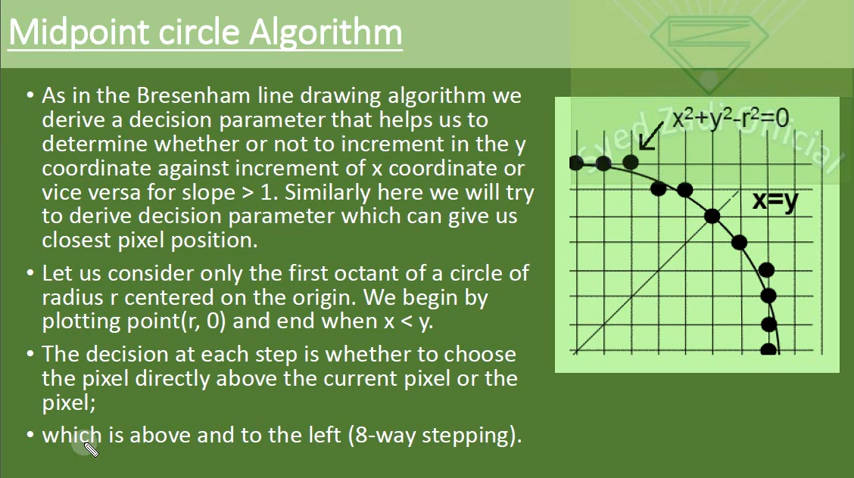 Midpoint circle Algorithm
• As in the Bresenham line drawing algorithm we
derive a decision parameter that helps us to
determine whether or not to increment in the y
coordinate against increment of x coordinate or
vice versa for slope > 1. Similarly here we will try
to derive decision parameter which can give us
closest pixel position.
• Let us consider only the first octant of a circle of
radius r centered on the origin. We begin by
plotting point(r, 0) and end when x < y.
• The decision at each step is whether to choose
the pixel directly above the current pixel or the
pixel;
• which is above and to the left (8-way stepping).
x²+y²-r²=0
x=y
Syed Zadi Official